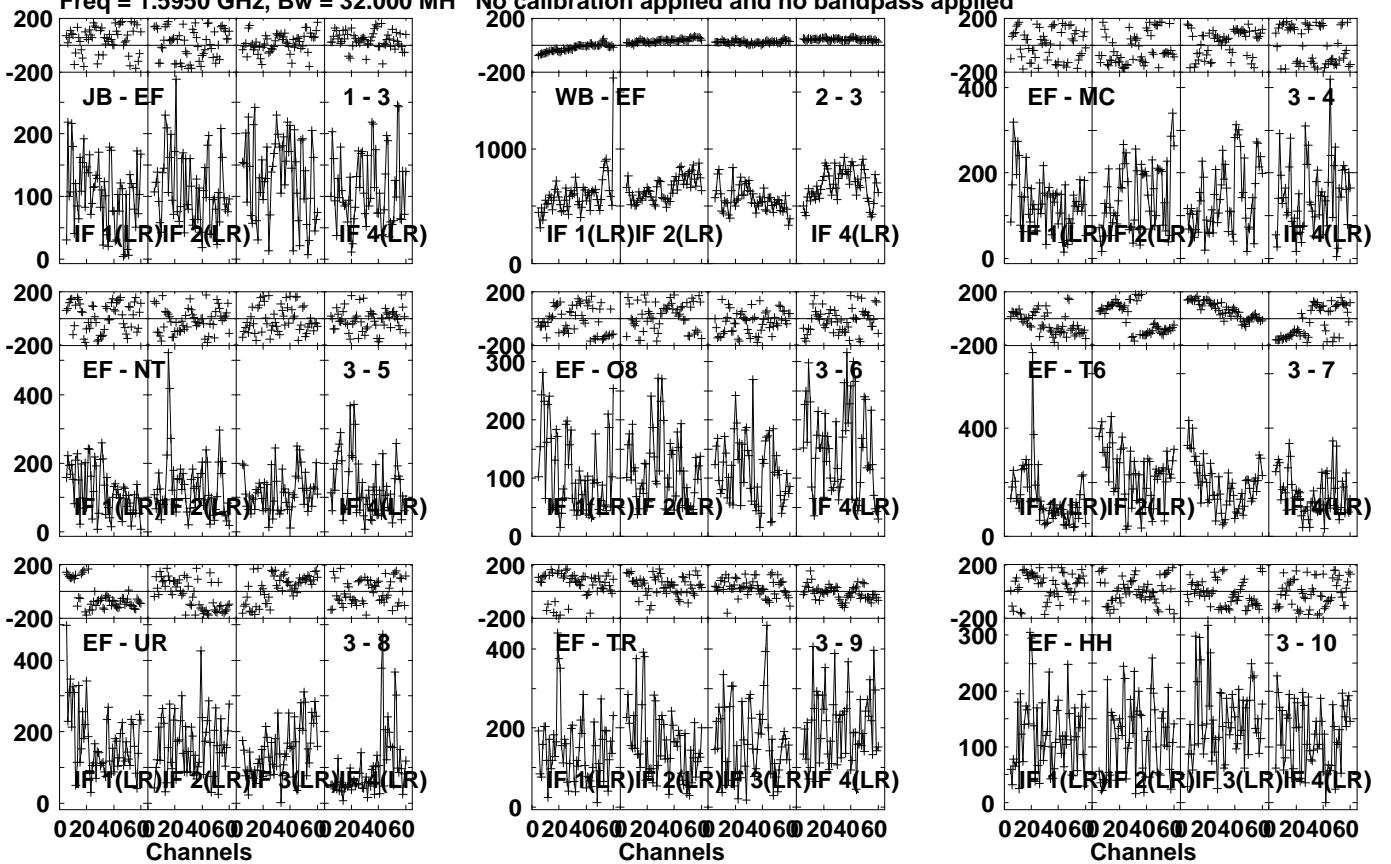 Freq = 1.5950 GHz, Bw = 32.000 MH No calibration applied and no bandpass applied
200
-200
JB - EF 1 - 3
200
100
0
IF 1(LR) IF 2(LR) IF 4(LR)
200
-200
WB - EF 2 - 3
1000
0
IF 1(LR) IF 2(LR) IF 4(LR)
200
-200
400
EF - MC 3 - 4
200
0
IF 1(LR) IF 2(LR) IF 4(LR)
200
-200
EF - NT 3 - 5
400
200
0
IF 1(LR) IF 2(LR) IF 4(LR)
200
-200
300
EF - O8 3 - 6
200
100
0
IF 1(LR) IF 2(LR) IF 4(LR)
200
-200
EF - T6 3 - 7
400
0
IF 1(LR) IF 2(LR) IF 4(LR)
200
-200
EF - UR 3 - 8
400
200
0
IF 1(LR) IF 2(LR) IF 3(LR) IF 4(LR)
0 20 40 60 0 20 40 60 0 20 40 60 0 20 40 60
Channels
200
-200
EF - TR 3 - 9
400
200
0
IF 1(LR) IF 2(LR) IF 3(LR) IF 4(LR)
0 20 40 60 0 20 40 60 0 20 40 60 0 20 40 60
Channels
200
-200
300
EF - HH 3 - 10
200
100
0
IF 1(LR) IF 2(LR) IF 3(LR) IF 4(LR)
0 20 40 60 0 20 40 60 0 20 40 60 0 20 40 60
Channels